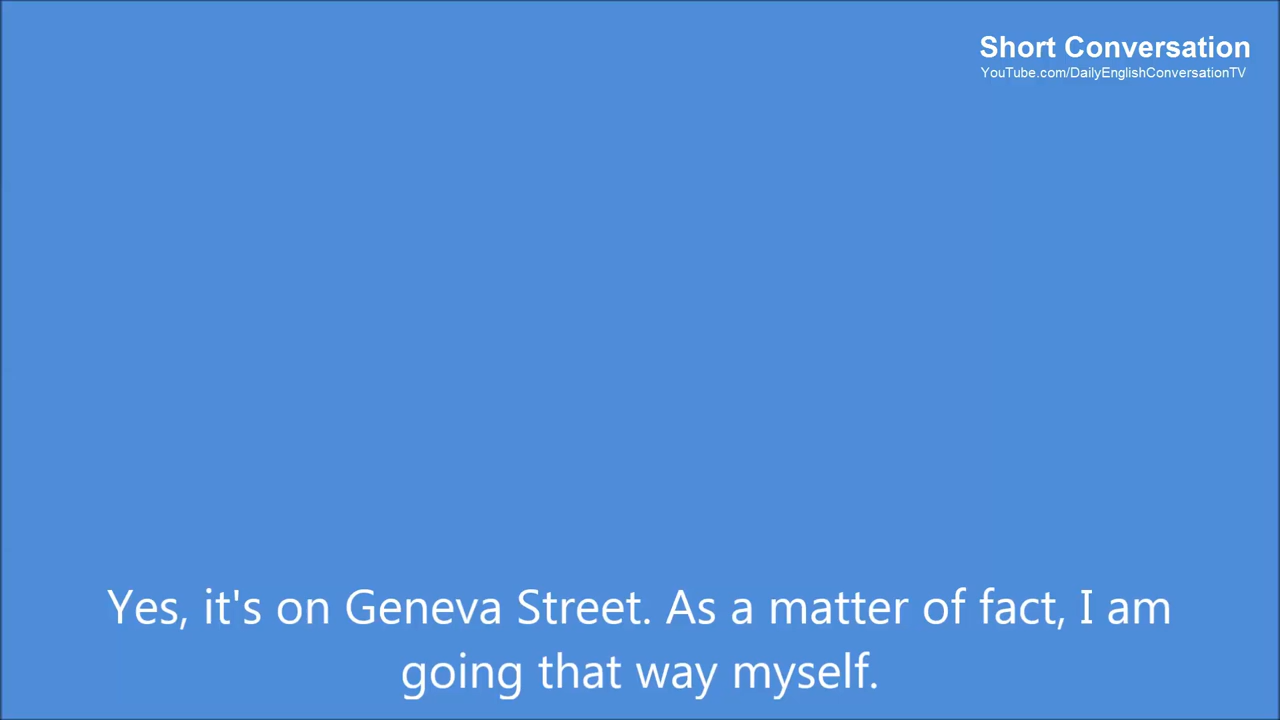 Short Conversation
YouTube.com/DailyEnglishConversationTV
Yes, it's on Geneva Street. As a matter of fact, I am
going that way myself.